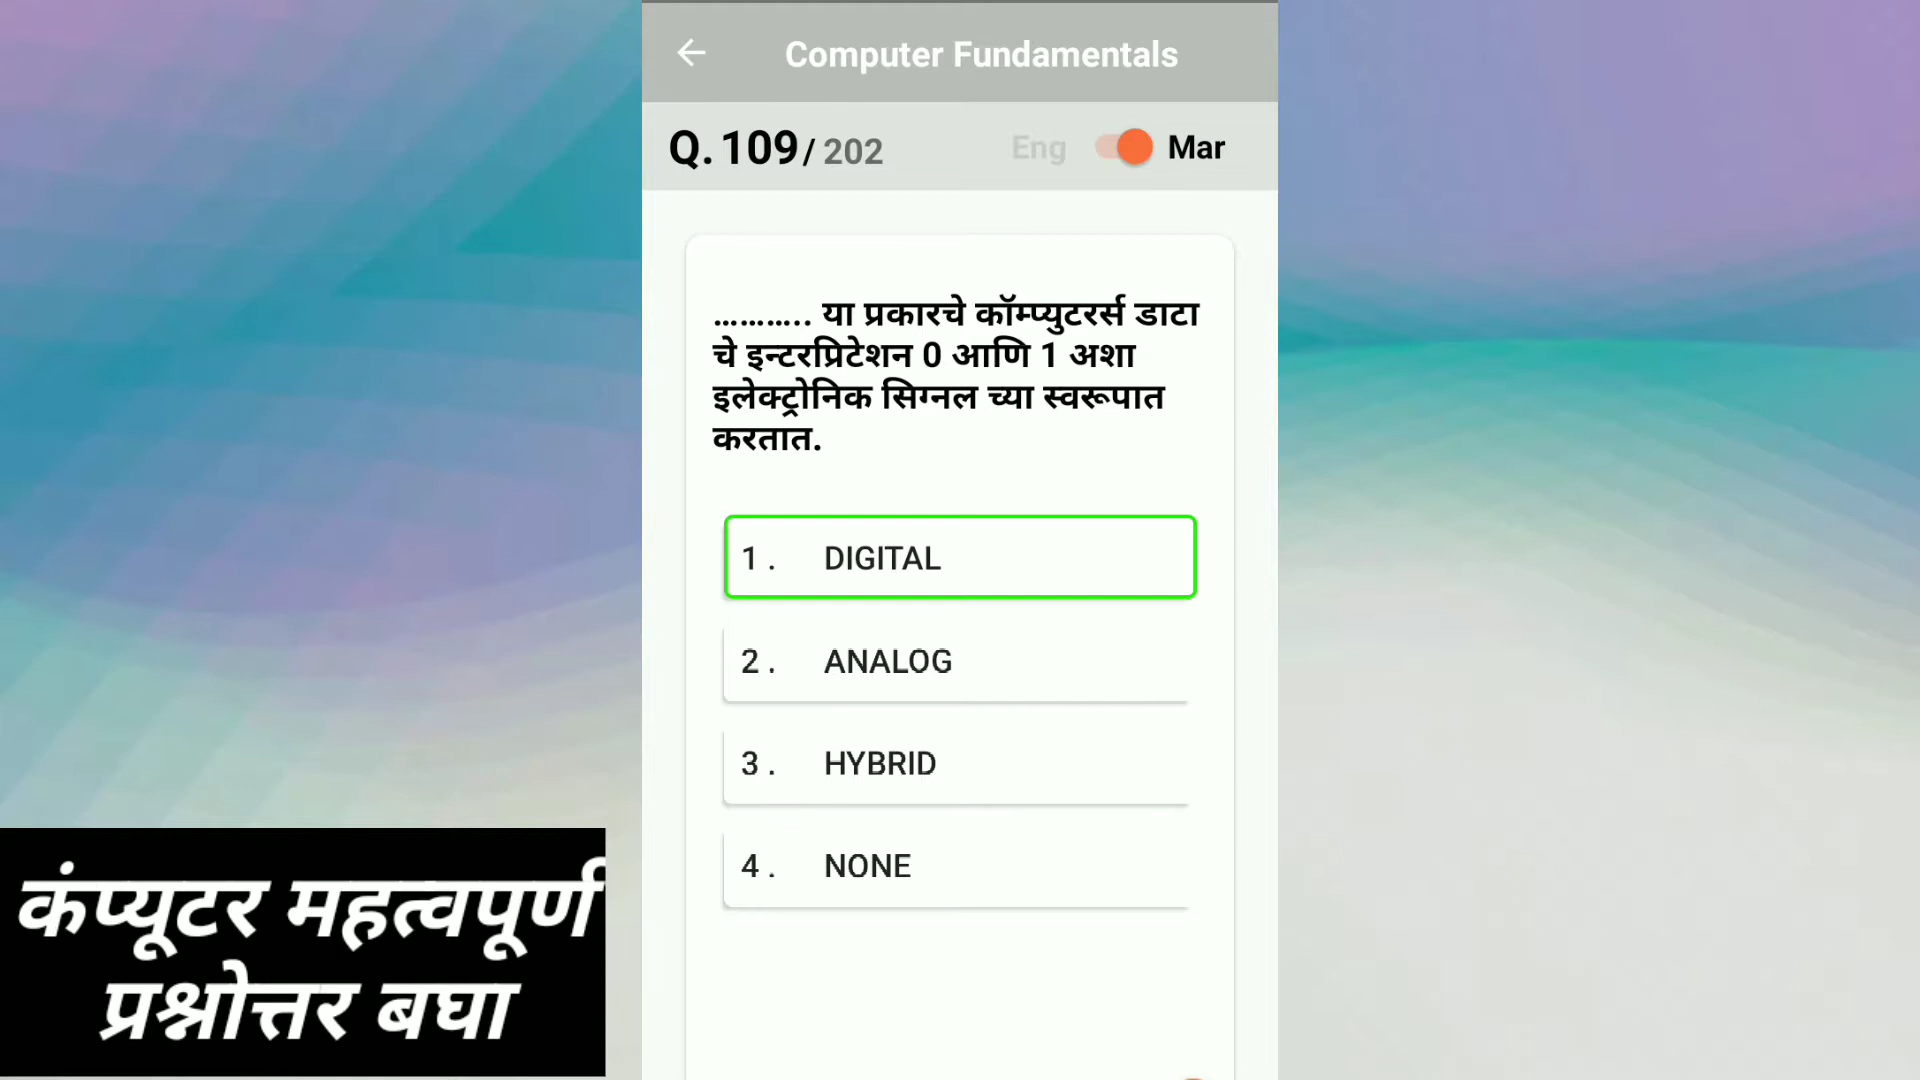 Computer Fundamentals
Q. 109/ 202 Eng Mar
……….. या प्रकारचे कॉम्प्युटरर्स डाटा
चे इन्टरप्रिटेशन 0 आणि 1 अशा
इलेक्ट्रोनिक सिग्नल च्या स्वरूपात
करतात.
1 . DIGITAL
2 . ANALOG
3 . HYBRID
4 . NONE
कंप्यूटर महत्वपूर्ण
प्रश्नोत्तर बघा